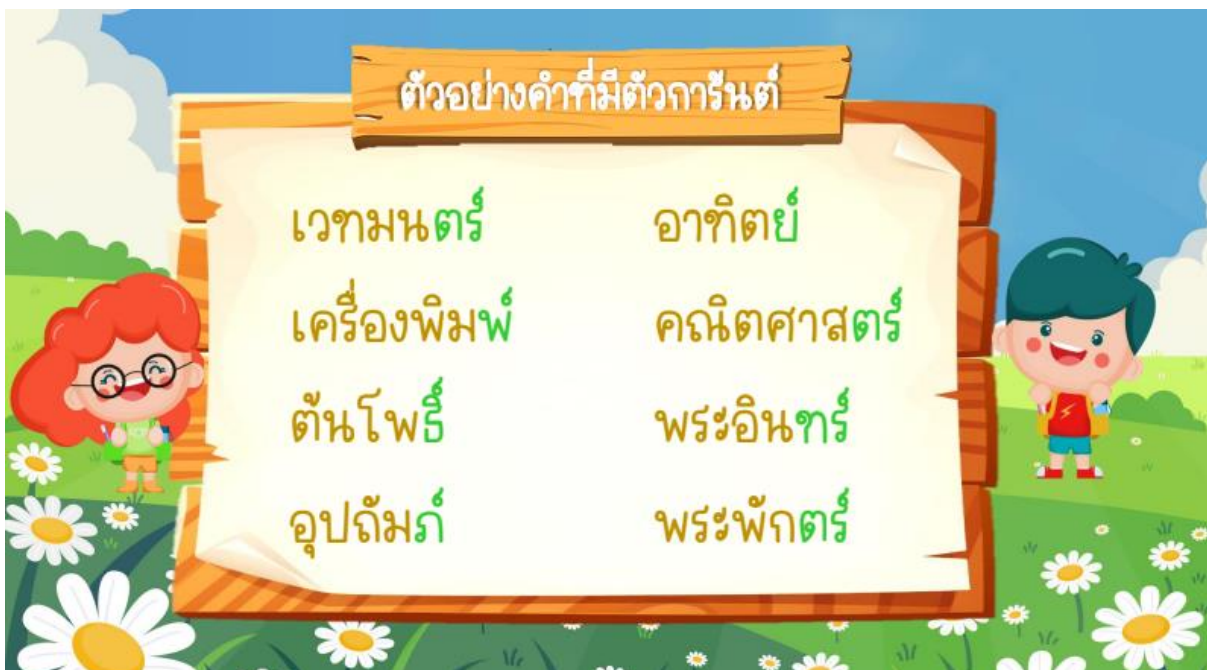 ตัวอย่างคำที่มีตัวการันต์
เวทมนตร์ อาทิตย์
เครื่องพิมพ์ คณิตศาสตร์
ต้นโพธิ์ พระอินทร์
อุปถัมภ์ พระพักตร์